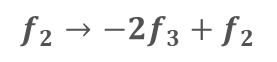 f₂ → −2f₃ + f₂